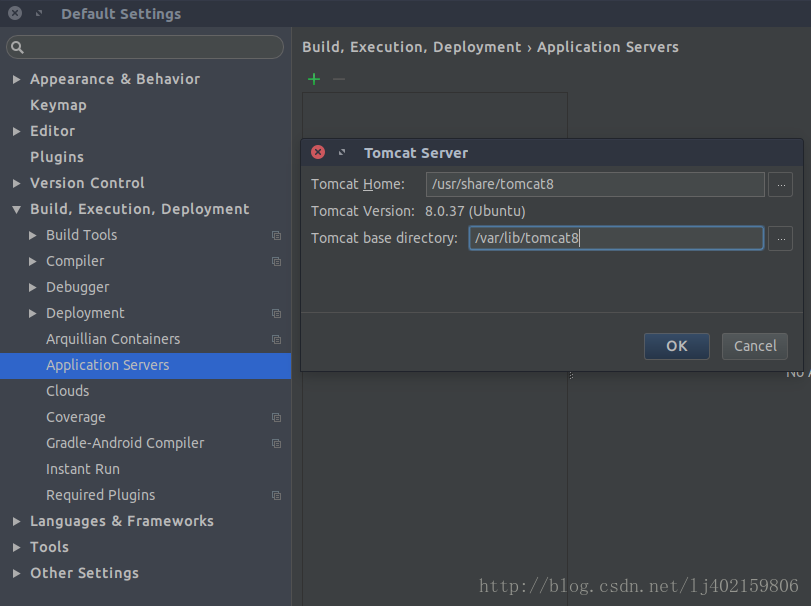 Default Settings
Appearance & Behavior
Keymap
Editor
Plugins
Version Control
Build, Execution, Deployment
Build Tools
Compiler
Debugger
Deployment
Arquillian Containers
Application Servers
Clouds
Coverage
Gradle-Android Compiler
Instant Run
Required Plugins
Languages & Frameworks
Tools
Other Settings
Build, Execution, Deployment › Application Servers
Tomcat Server
Tomcat Home: /usr/share/tomcat8 ...
Tomcat Version: 8.0.37 (Ubuntu)
Tomcat base directory: /var/lib/tomcat8 ...
OK Cancel
No
http://blog.csdn.net/lj402159806